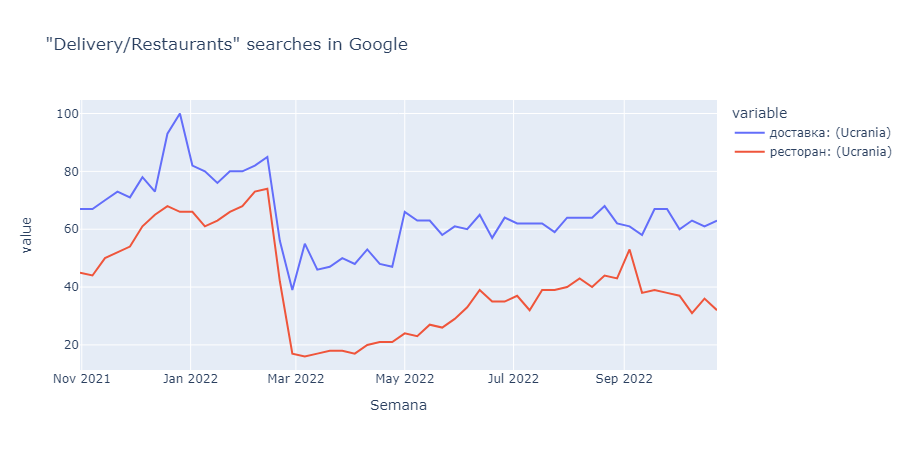 "Delivery/Restaurants" searches in Google
variable
доставка: (Ucrania)
ресторан: (Ucrania)
value
100
80
60
40
20
Nov 2021
Jan 2022
Mar 2022
May 2022
Jul 2022
Sep 2022
Semana